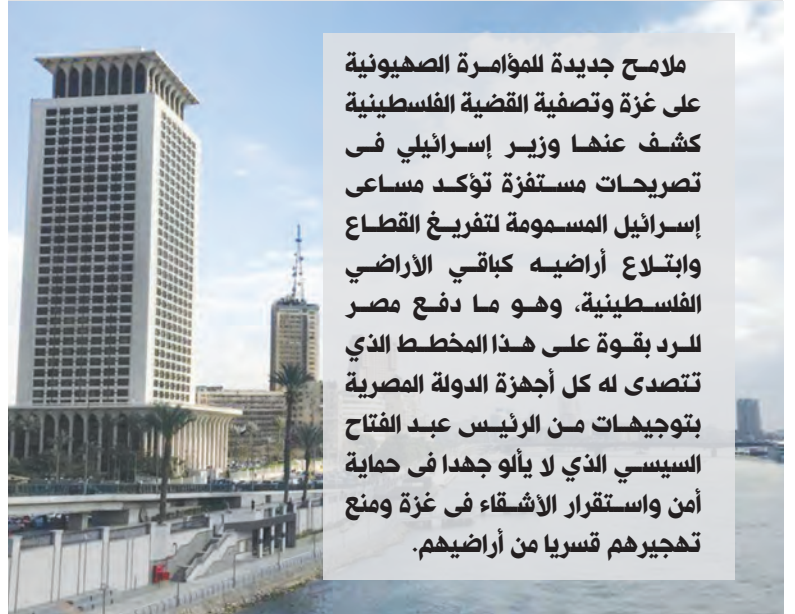 ملامح جديدة للمؤامرة الصهيونية
على غزة وتصفية القضية الفلسطينية
كشف عنها وزير إسرائيلي فى
تصريحات مستفزة تؤكد مساعى
إسرائيل المسمومة لتفريغ القطاع
وابتلاع أراضيه كباقي الأراضي
الفلسطينية، وهو ما دفع مصر
للرد بقوة على هذا المخطط الذي
تتصدى له كل أجهزة الدولة المصرية
بتوجيهات من الرئيس عبد الفتاح
السيسي الذي لا يألو جهدا فى حماية
أمن واستقرار الأشقاء فى غزة ومنع
تهجيرهم قسريا من أراضيهم.